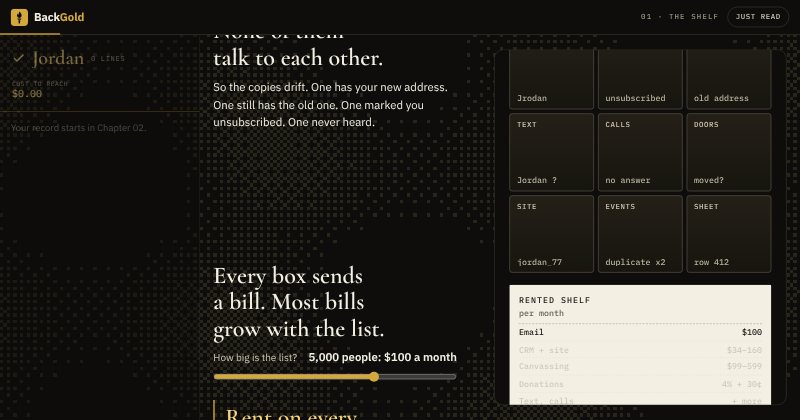 BackGold
01 · THE SHELF
JUST READ
Jordan
0 LINES
COST TO REACH
$0.00
Your record starts in Chapter 02.
None of them
talk to each other.
So the copies drift. One has your new address.
One still has the old one. One marked you
unsubscribed. One never heard.
Every box sends
a bill. Most bills
grow with the list.
How big is the list?
5,000 people: $100 a month
Rent on every
Jrodan
unsubscribed
old address
TEXT
CALLS
DOORS
Jordan ?
no answer
moved?
SITE
EVENTS
SHEET
jordan_77
duplicate x2
row 412
RENTED SHELF
per month
Email $100
CRM + site $34–160
Canvassing $99–599
Donations 4% + 30¢
Text, calls + more